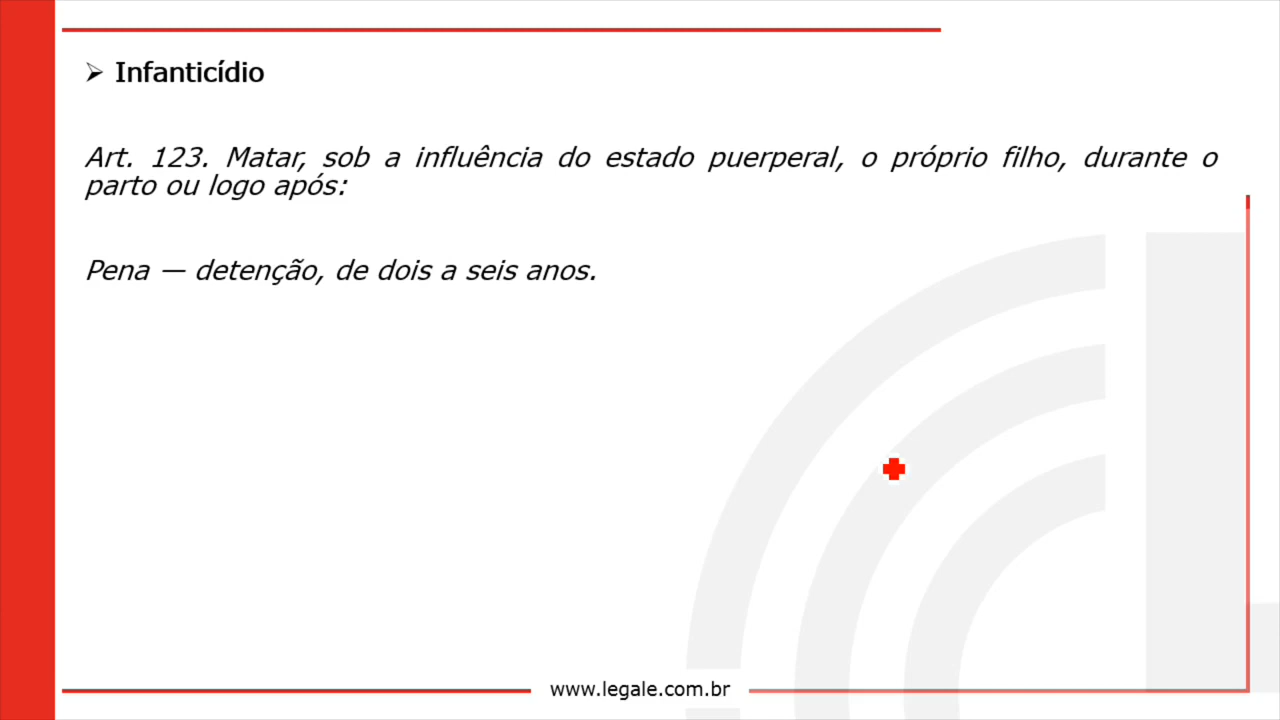 ➢ Infanticídio
Art. 123. Matar, sob a influência do estado puerperal, o próprio filho, durante o
parto ou logo após:
Pena — detenção, de dois a seis anos.
www.legale.com.br